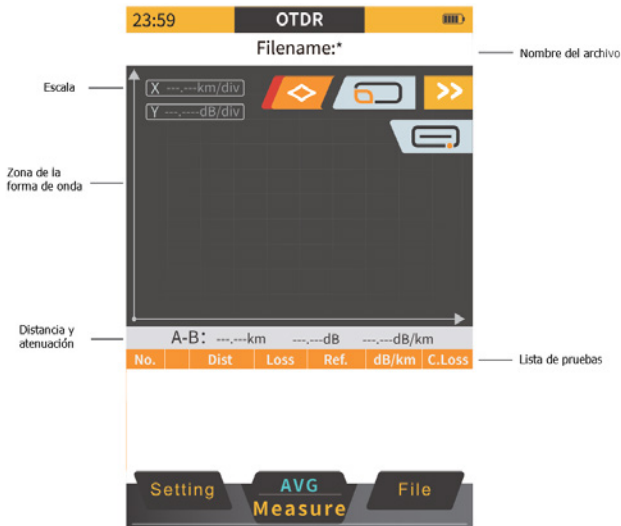 23:59 OTDR
Filename:*
Nombre del archivo
Escala
X ---.---km/div
Y ---.---dB/div
Zona de la
forma de onda
Distancia y
atenuación
A-B: ---.---km ---.---dB ---.---dB/km
No. Dist Loss Ref. dB/km C.Loss
Lista de pruebas
Setting AVG File
Measure